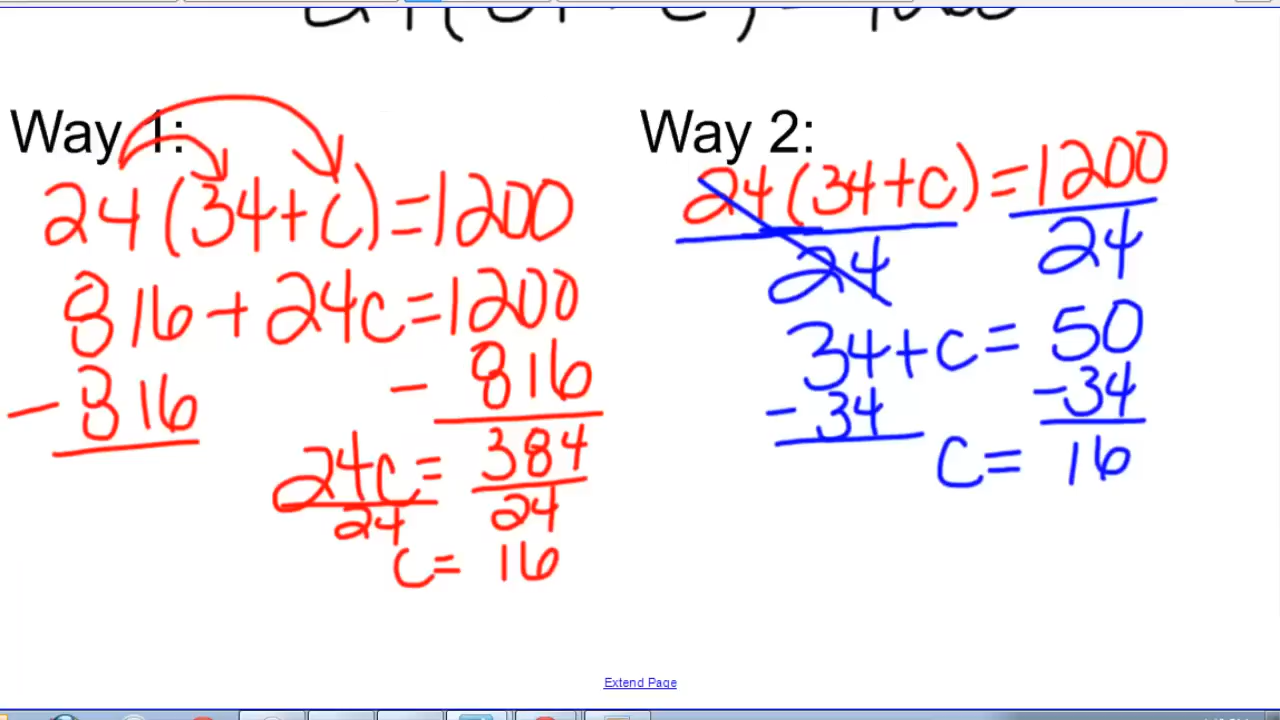 Way 1:
24(34+c)=1200
816+24c=1200
-816 - 816
24c = 384
24 24
c= 16
Way 2:
24(34+c)=1200
24 24
34+c= 50
-34 -34
c= 16
Extend Page